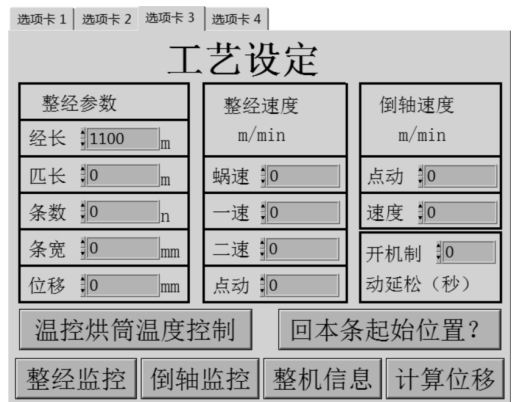 选项卡 1 选项卡 2 选项卡 3 选项卡 4
工艺设定
整经参数
经长 1100 m
匹长 0 m
条数 0 n
条宽 0 mm
位移 0 mm
整经速度
m/min
蜗速 0
一速 0
二速 0
点动 0
倒轴速度
m/min
点动 0
速度 0
开机制 0
动延松（秒）
温控烘筒温度控制 回本条起始位置？
整经监控 倒轴监控 整机信息 计算位移